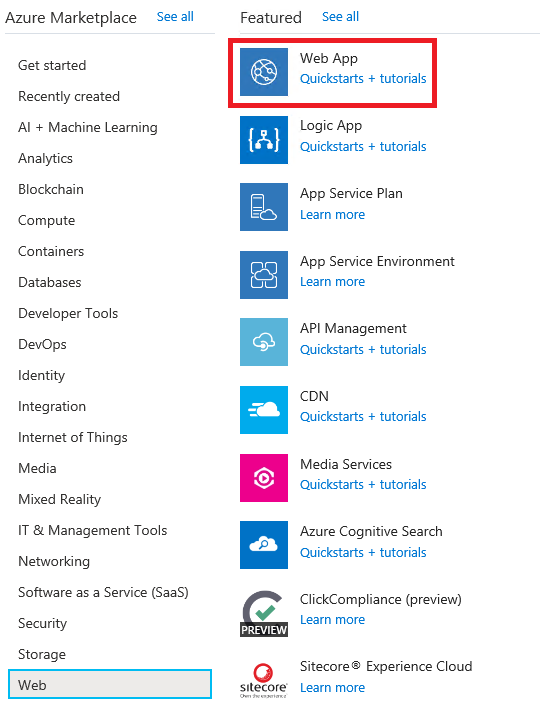 Azure Marketplace See all
Get started
Recently created
AI + Machine Learning
Analytics
Blockchain
Compute
Containers
Databases
Developer Tools
DevOps
Identity
Integration
Internet of Things
Media
Mixed Reality
IT & Management Tools
Networking
Software as a Service (SaaS)
Security
Storage
Web
Featured See all
Web App
Quickstarts + tutorials
Logic App
Quickstarts + tutorials
App Service Plan
Learn more
App Service Environment
Learn more
API Management
Quickstarts + tutorials
CDN
Quickstarts + tutorials
Media Services
Quickstarts + tutorials
Azure Cognitive Search
Quickstarts + tutorials
PREVIEW
ClickCompliance (preview)
Learn more
sitecore
Own the experience
Sitecore® Experience Cloud
Learn more